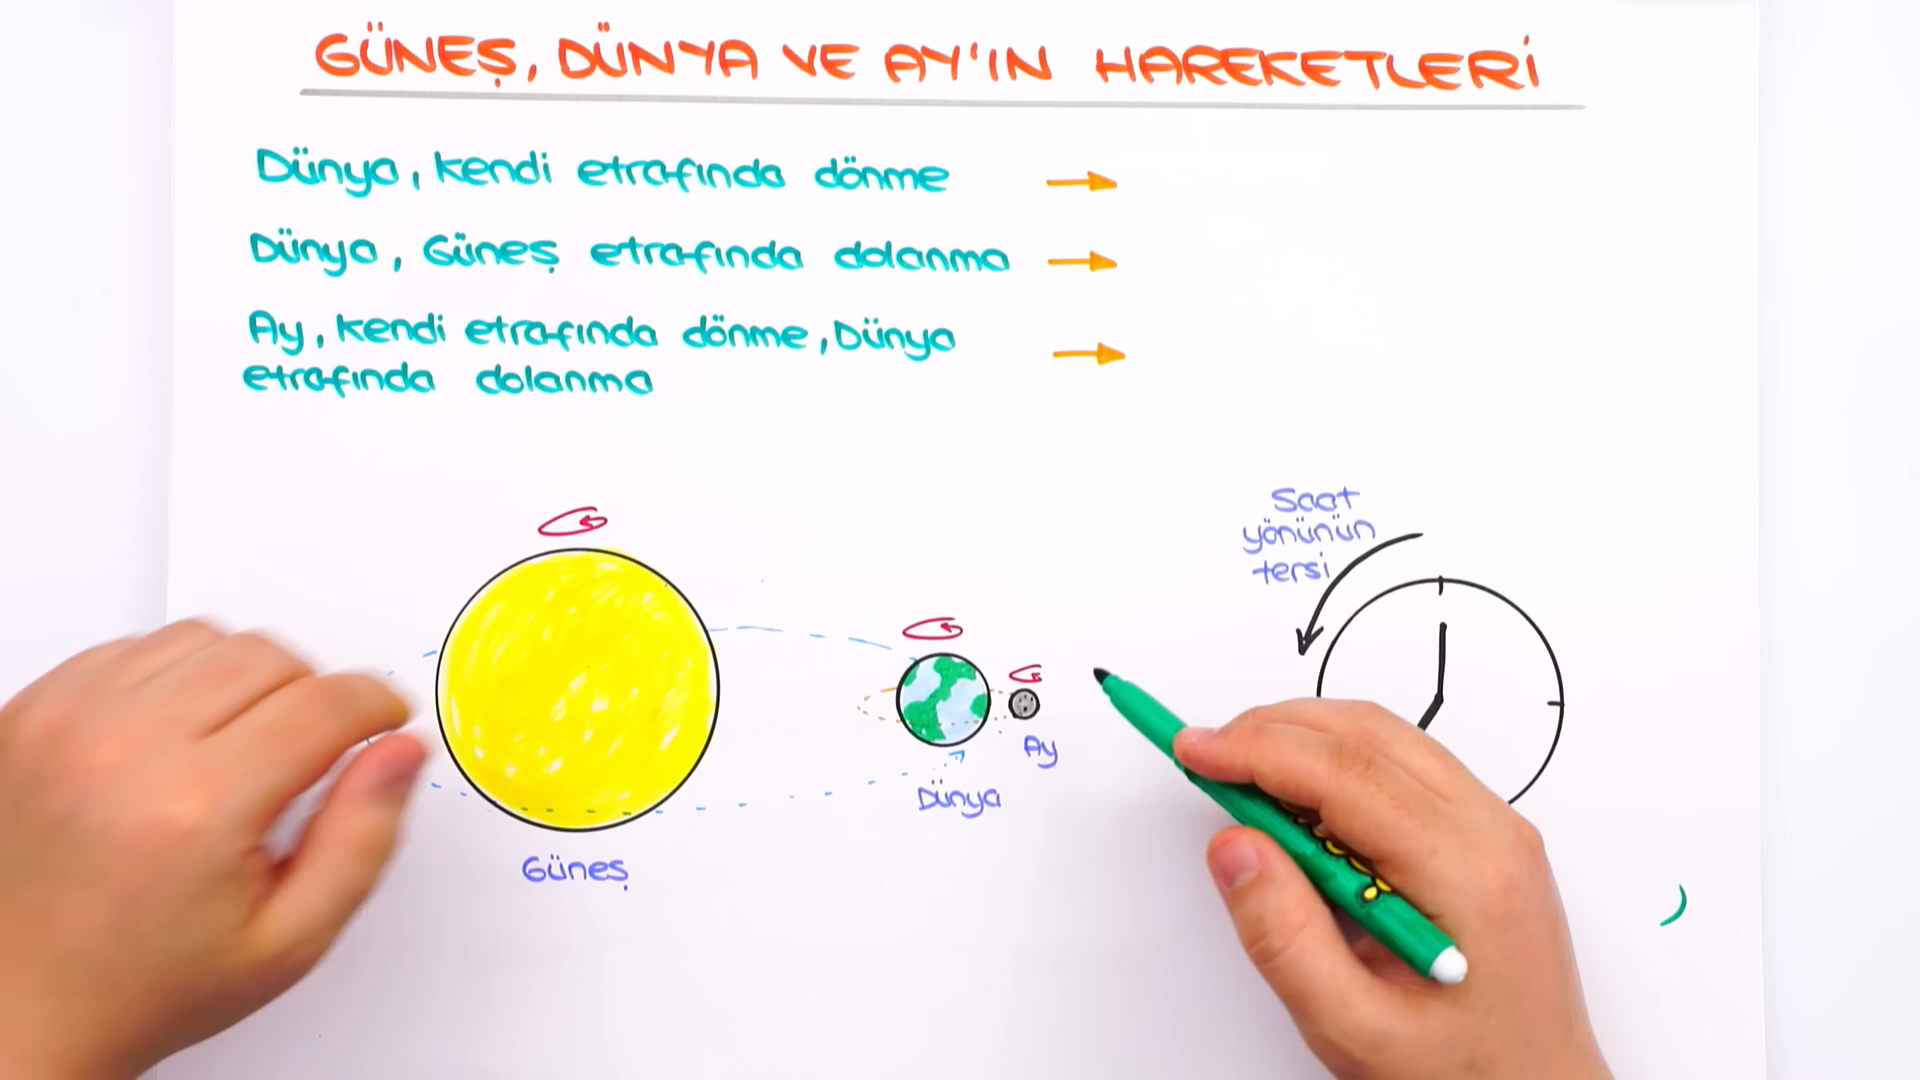 GÜNEŞ, DÜNYA VE AY'IN HAREKETLERİ
Dünya, kendi etrafında dönme
Dünya, Güneş etrafında dolanma
Ay, kendi etrafında dönme, Dünya
etrafında dolanma
Saat
yönünün
tersi
Ay
Dünya
Güneş